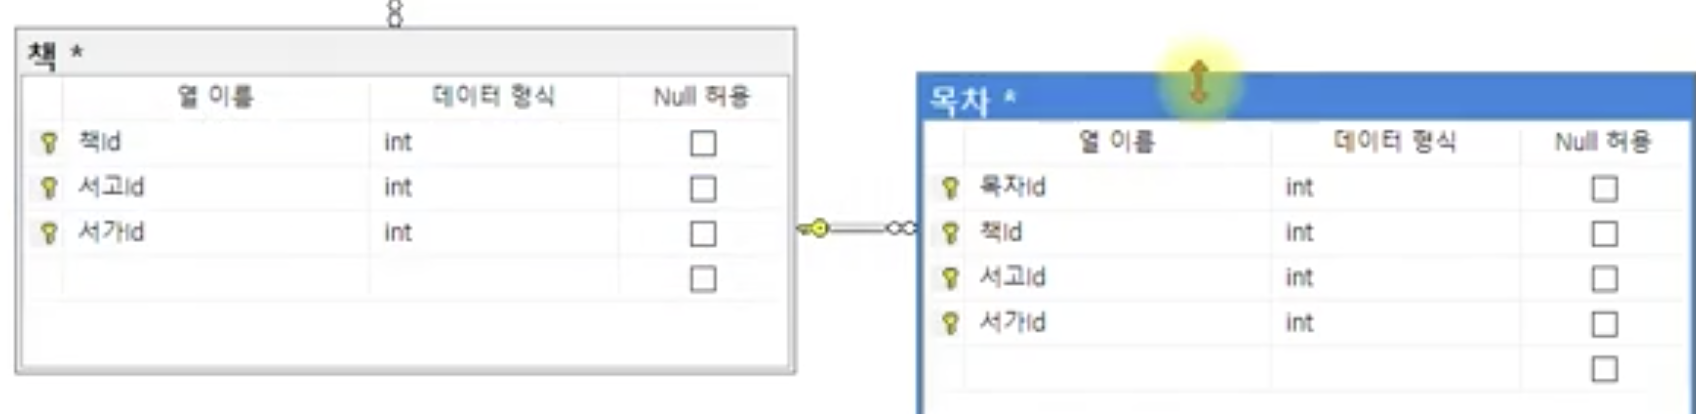 책 *
열 이름 데이터 형식 Null 허용
책Id int
서고Id int
서가Id int
목차 *
열 이름 데이터 형식 Null 허용
목차Id int
책Id int
서고Id int
서가Id int